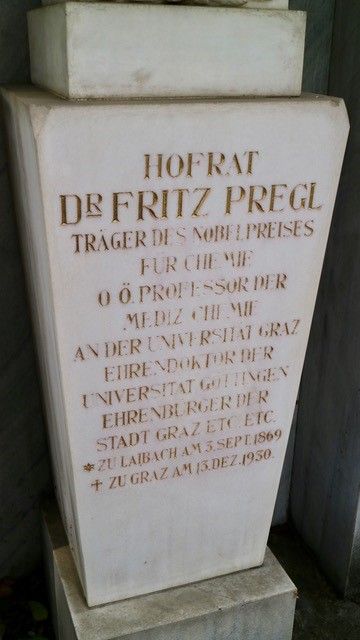 HOFRAT
DR FRITZ PREGL
TRÄGER DES NOBELPREISES
FÜR CHEMIE
O Ö. PROFESSOR DER
MEDIZ CHEMIE
AN DER UNIVERSITÄT GRAZ
EHRENDOKTOR DER
UNIVERSITÄT GÖTTINGEN
EHRENBÜRGER DER
STADT GRAZ ETC. ETC.
* ZU LAIBACH AM 3. SEPT. 1869
✝ ZU GRAZ AM 13. DEZ. 1930.